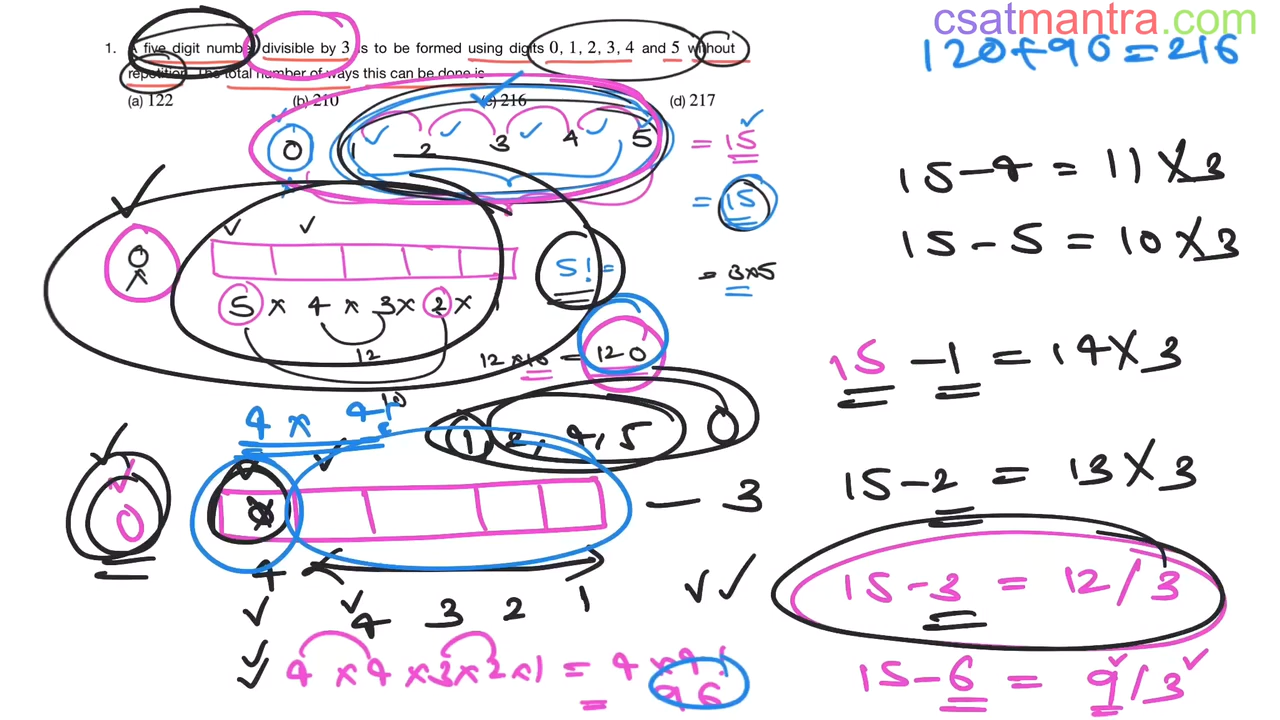 csatmantra.com
120+96=216
1. A five digit number divisible by 3 is to be formed using digits 0, 1, 2, 3, 4 and 5 without
repetition. The total number of ways this can be done is
(a) 122 (b) 210 (c) 216 (d) 217
0 1 2 3 4 5 = 15
= 15
0
5 × 4 × 3 × 2 × 1
5! =
= 3×5
12
12 × 10 = 120
15 - 4 = 11 X 3
15 - 5 = 10 X 3
15 - 1 = 14 X 3
15 - 2 = 13 X 3
15 - 3 = 12 / 3
15 - 6 = 9 / 3
4 ×
1, 2, 4, 5 0
0 0 - 3
4 4 3 2 1
4 × 4 × 3 × 2 × 1 = 4 × 4!
96